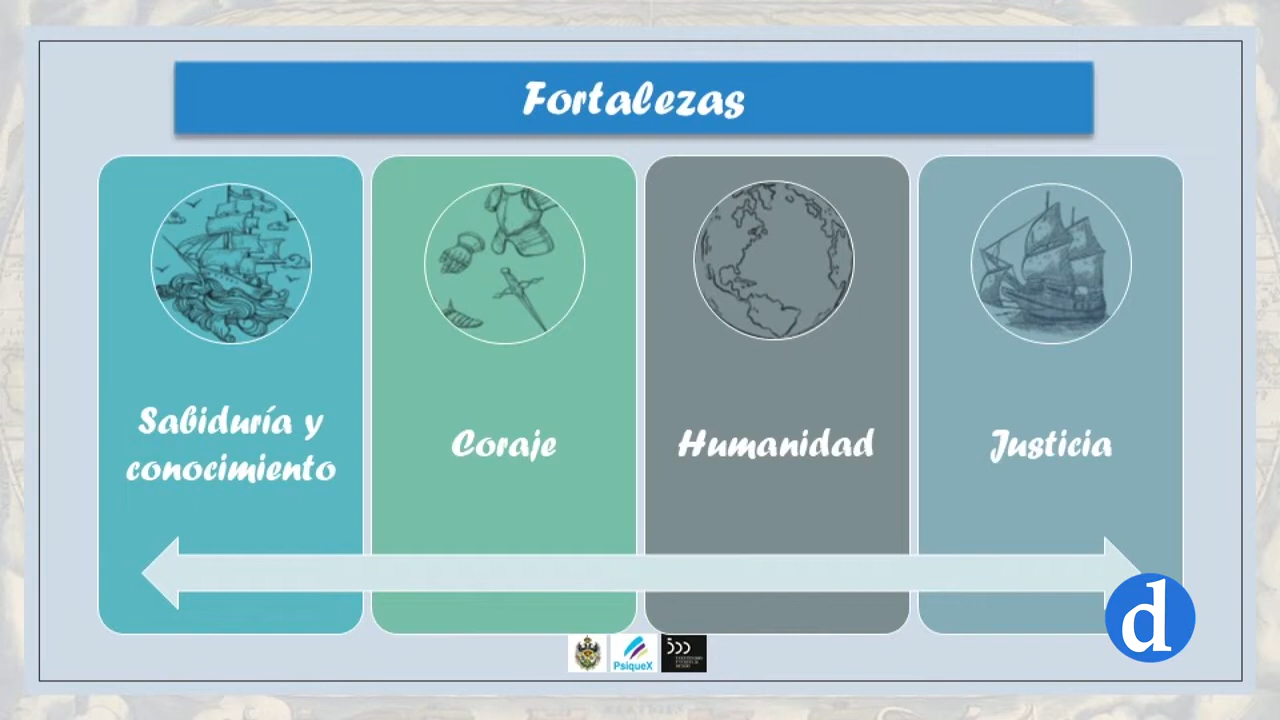 Fortalezas
Sabiduría y
conocimiento
Coraje
Humanidad
Justicia
PsiqueX
d